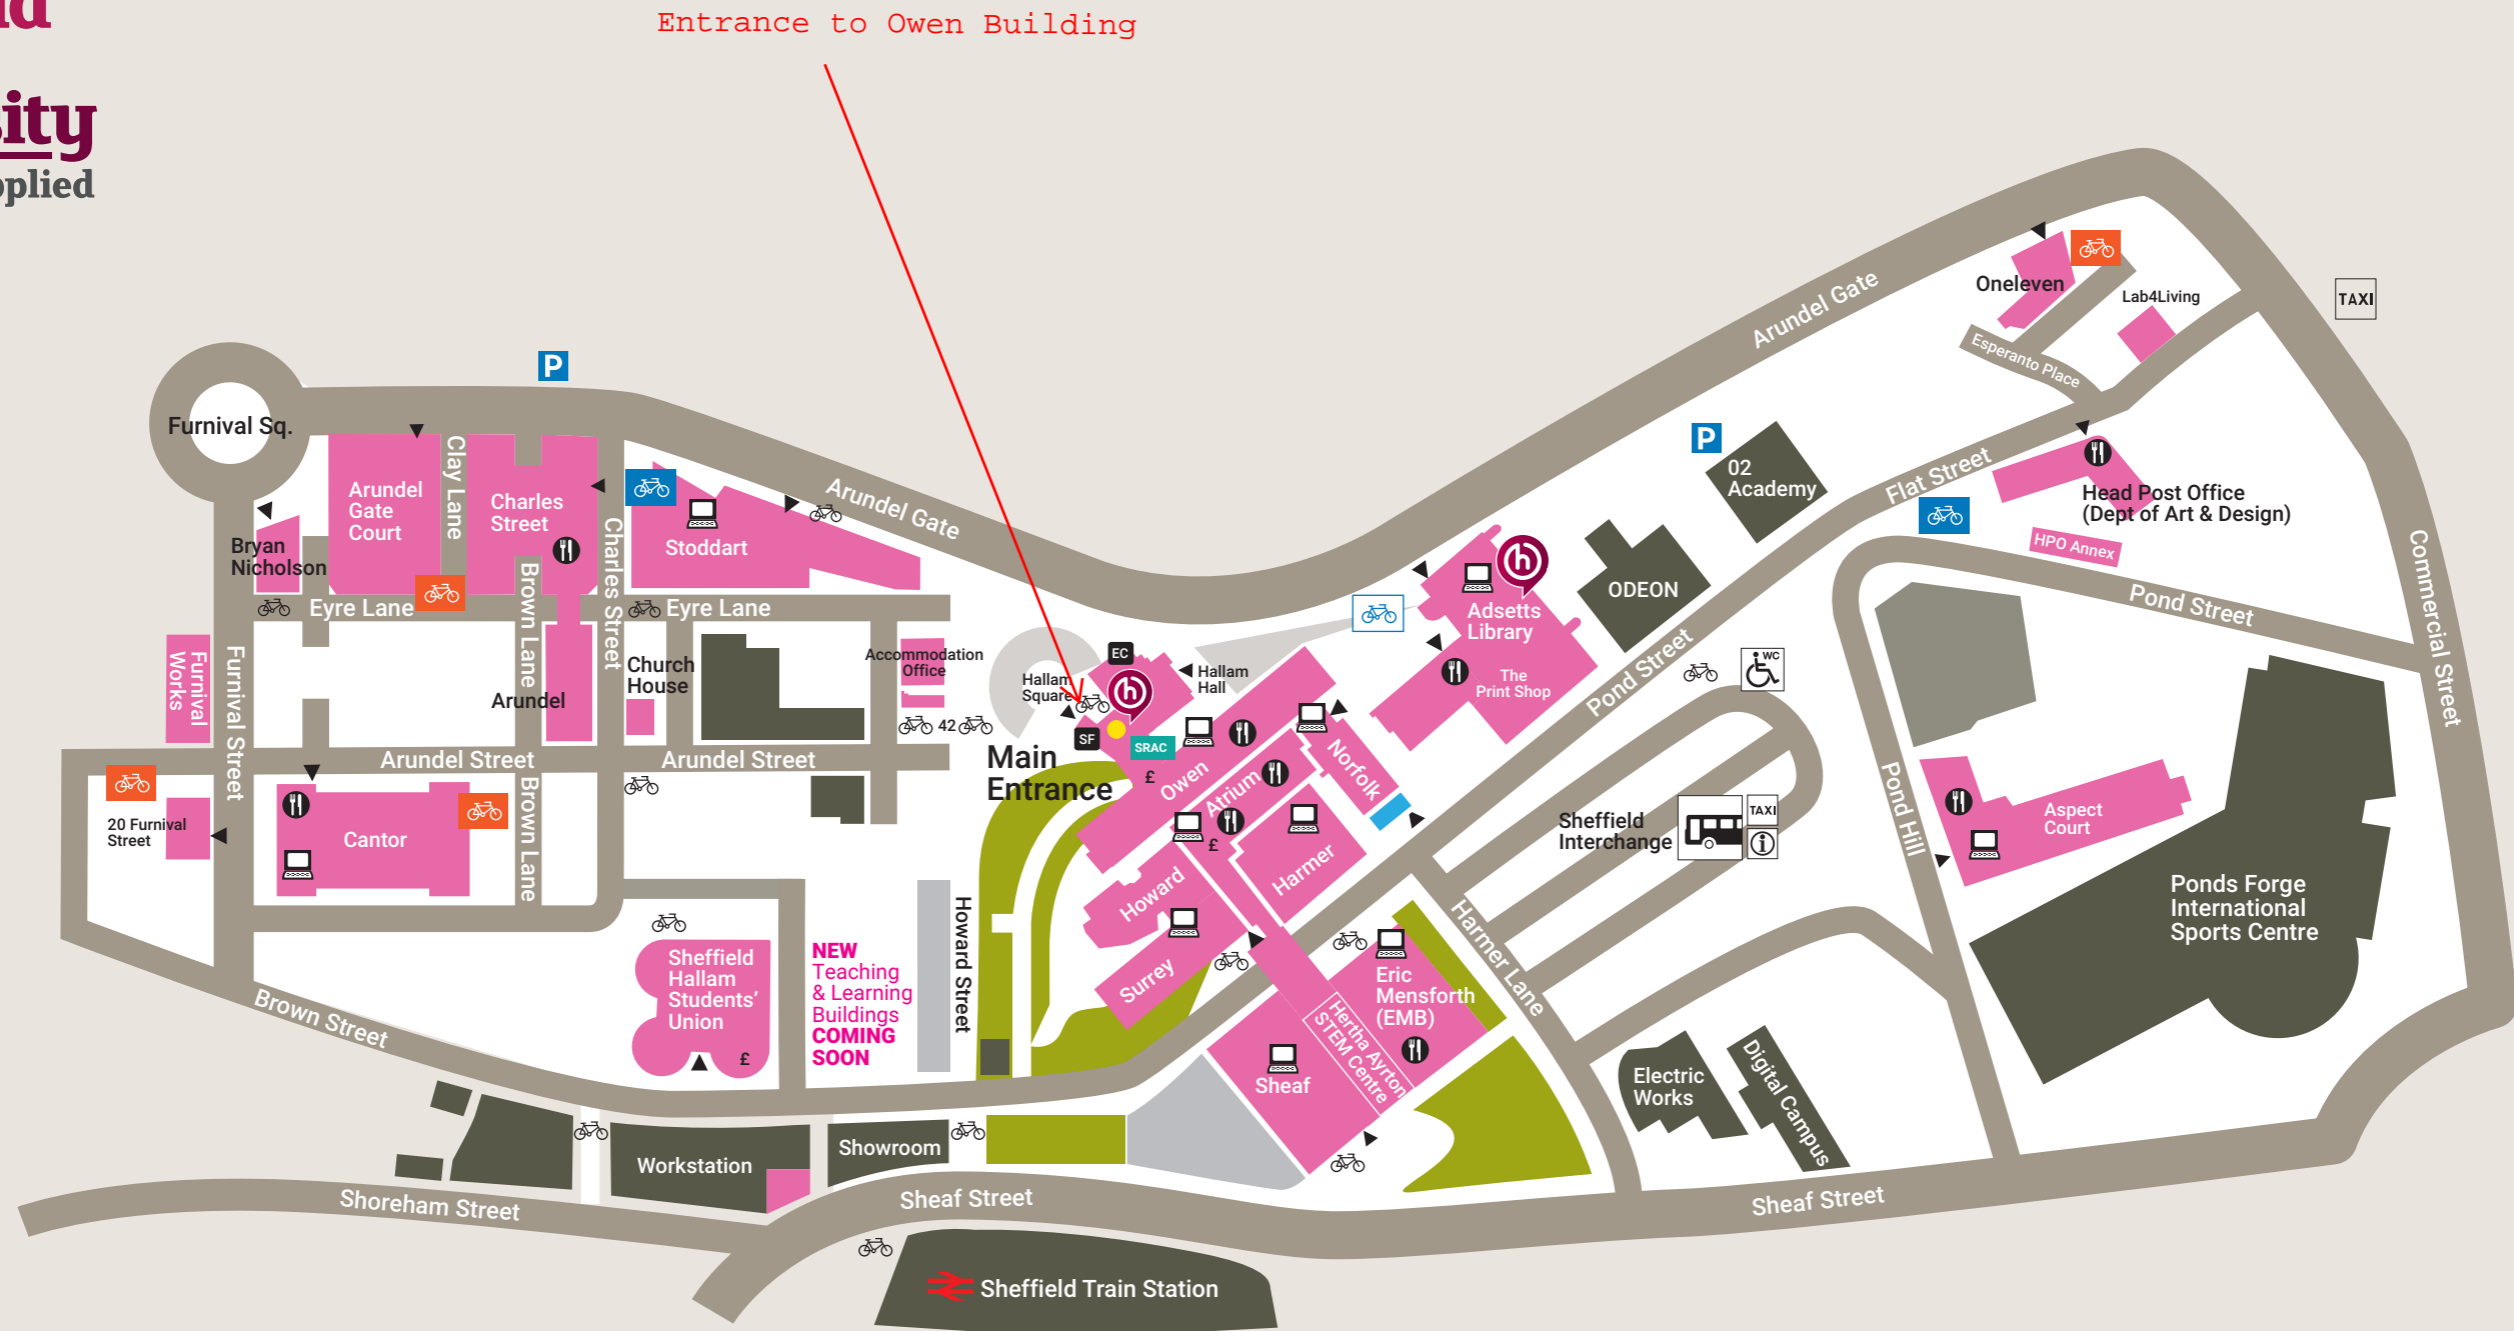 Entrance to Owen Building
sity
pplied
TAXI
Oneleven
Lab4Living
Arundel Gate
Esperanto Place
P
Furnival Sq.
P
02
Academy
Flat Street
Head Post Office
(Dept of Art & Design)
HPO Annex
Commercial Street
Pond Street
Arundel
Gate
Court
Clay Lane
Charles
Street
Stoddart
Arundel Gate
Bryan
Nicholson
Charles Street
Brown Lane
Eyre Lane
Eyre Lane
h
Adsetts
Library
ODEON
The
Print Shop
Pond Street
WC
Furnival
Works
Furnival Street
Arundel
Church
House
Accommodation
Office
42
Hallam
Square
EC
h
Hallam
Hall
SF
SRAC
£
Main
Entrance
Owen
Atrium
£
Norfolk
Harmer
Howard
Surrey
Arundel Street
Arundel Street
20 Furnival
Street
Cantor
Brown Lane
Sheffield
Interchange
TAXI
i
Pond Hill
Aspect
Court
Ponds Forge
International
Sports Centre
Brown Street
Sheffield
Hallam
Students’
Union
£
NEW
Teaching
& Learning
Buildings
COMING
SOON
Howard Street
Harmer Lane
Eric
Mensforth
(EMB)
Hertha Ayrton
STEM Centre
Sheaf
Electric
Works
Digital Campus
Workstation
Showroom
Shoreham Street
Sheaf Street
Sheaf Street
Sheffield Train Station